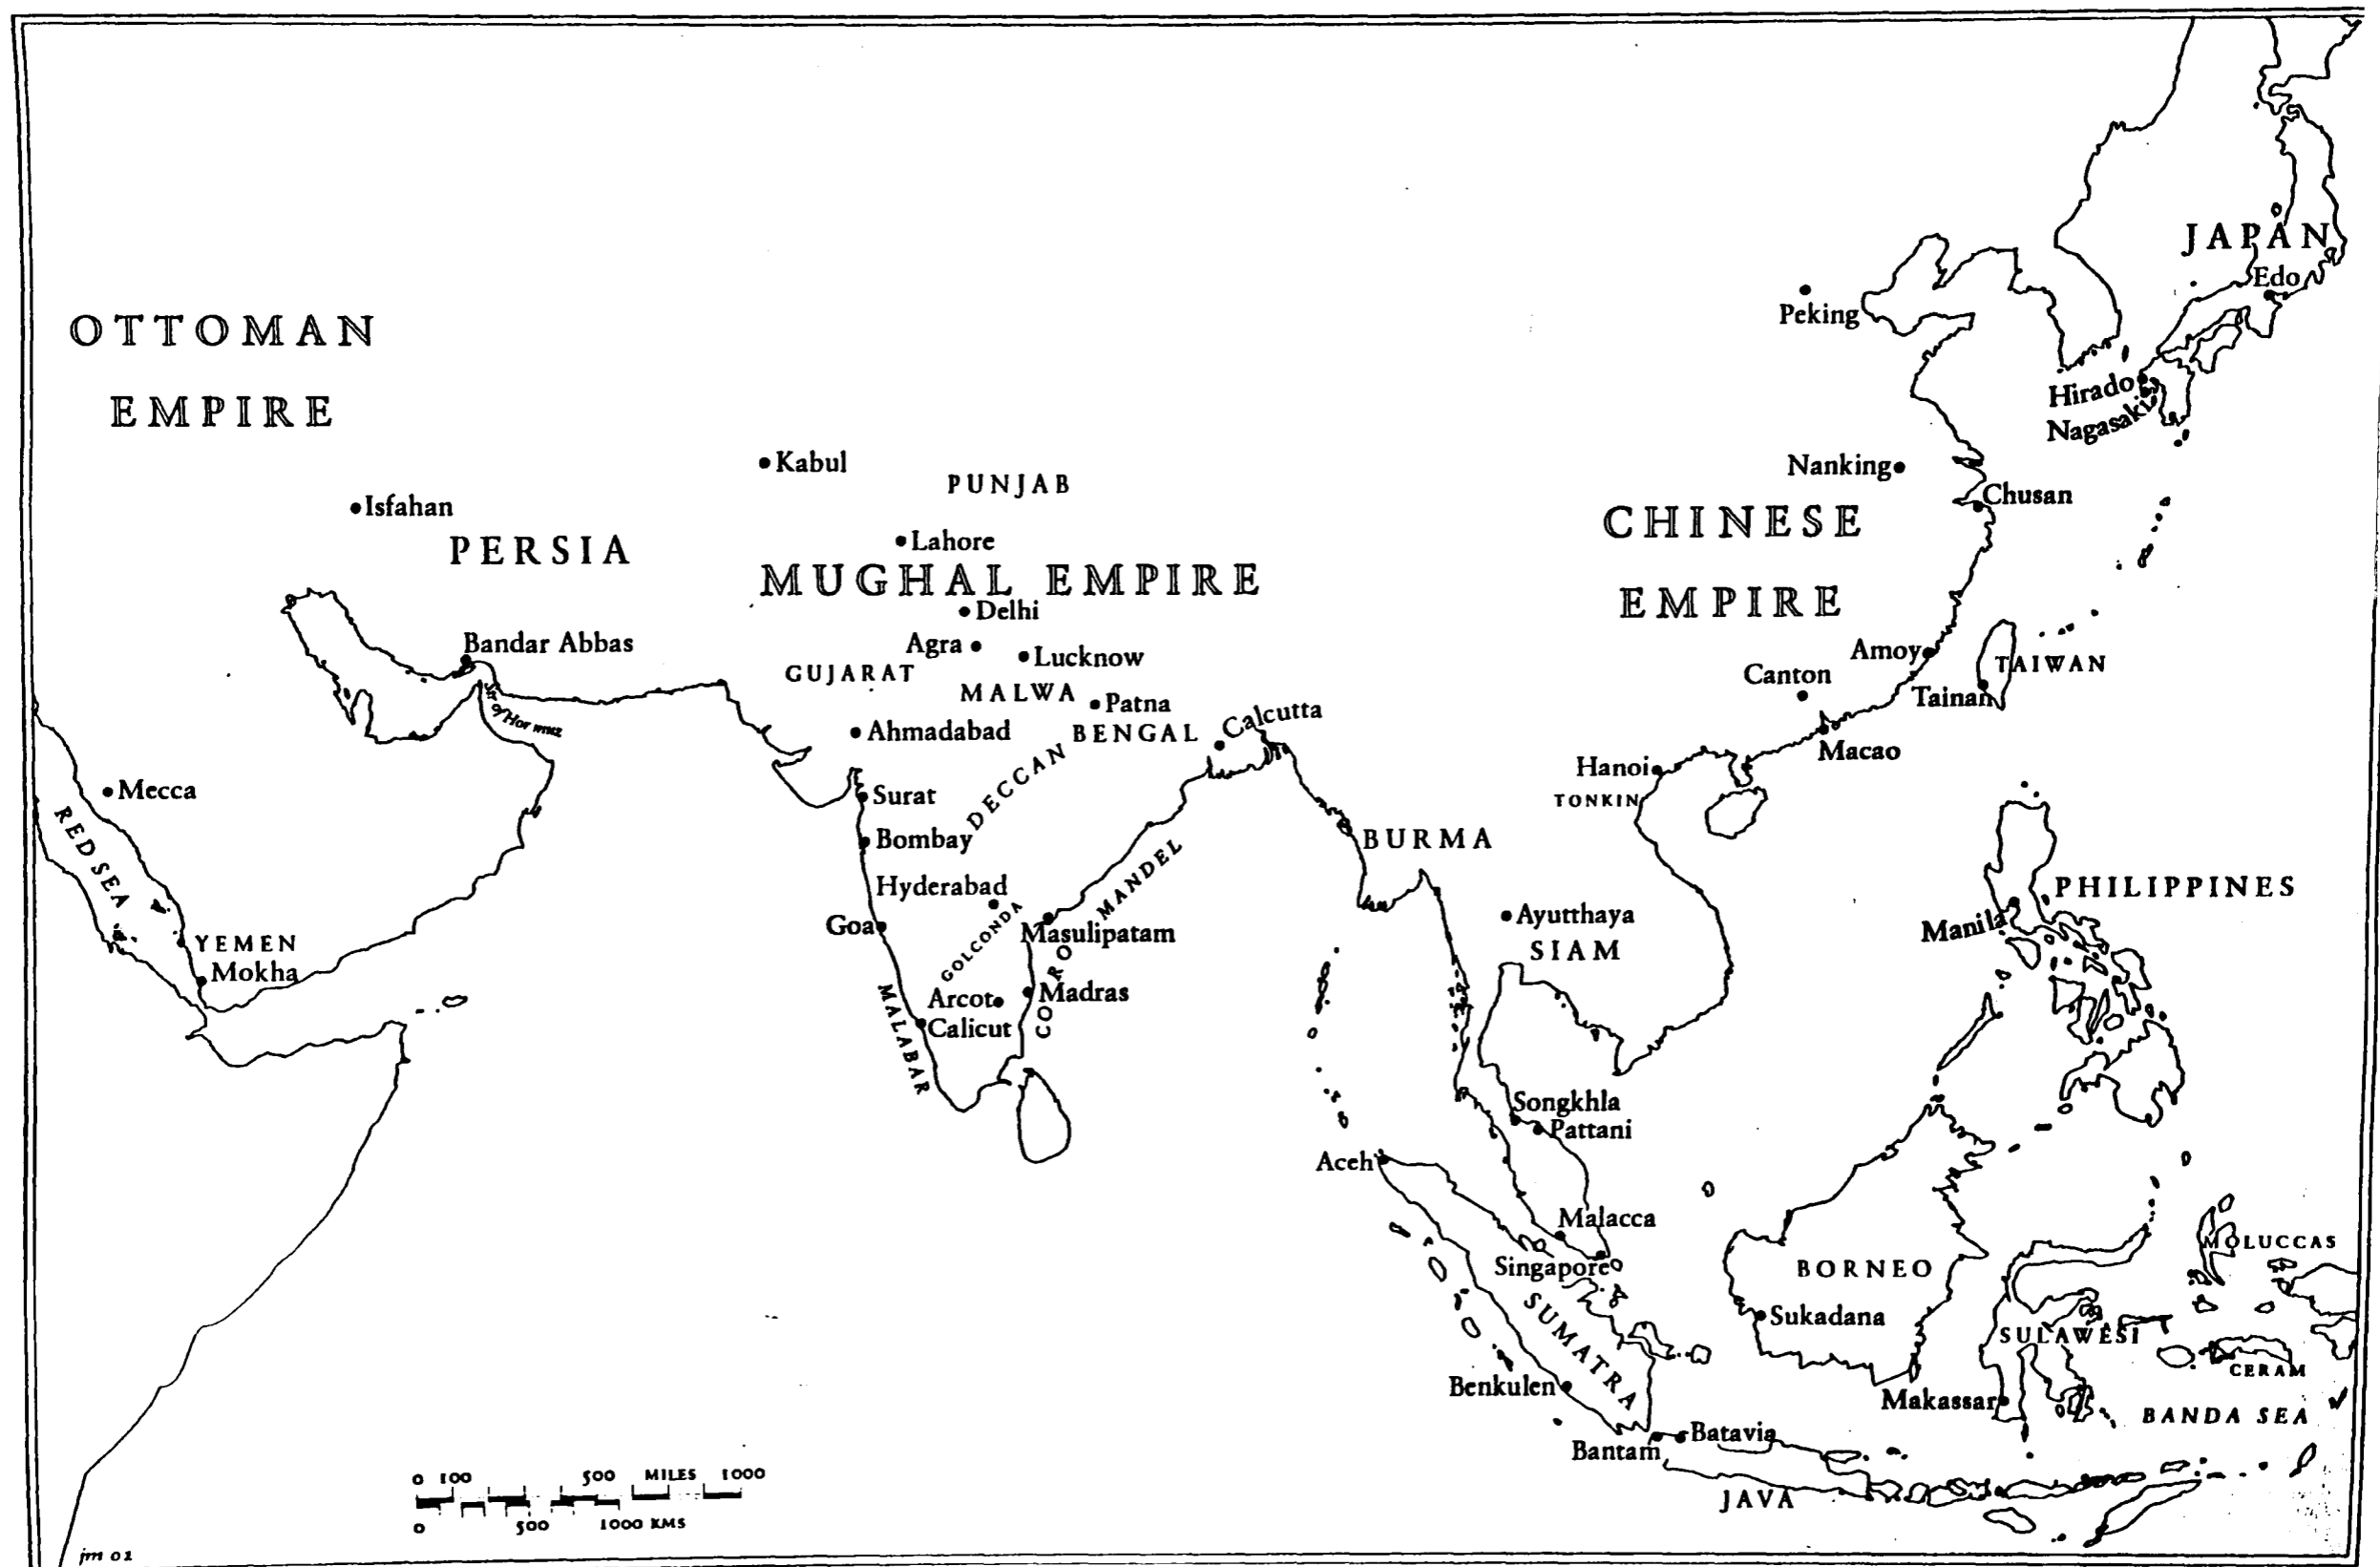 JAPAN
Edo
Peking
OTTOMAN
EMPIRE
Hirado
Nagasaki
Kabul
PUNJAB
Nanking
Isfahan
Chusan
PERSIA
Lahore
CHINESE
EMPIRE
MUGHAL EMPIRE
Delhi
Bandar Abbas
Agra
Lucknow
Amoy
TAIWAN
GUJARAT
MALWA
Canton
Tainan
Str of Hormuz
Patna
Ahmadabad
BENGAL
Calcutta
Macao
Hanoi
DECCAN
Mecca
Surat
TONKIN
RED SEA
Bombay
BURMA
Hyderabad
PHILIPPINES
Goa
GOLCONDA
Masulipatam
COROMANDEL
Ayutthaya
Manila
YEMEN
SIAM
Mokha
Arcot
Madras
MALABAR
Calicut
Songkhla
Pattani
Aceh
Malacca
MOLUCCAS
Singapore
BORNEO
SUMATRA
Sukadana
SULAWESI
CERAM
Benkulen
Makassar
BANDA SEA
Batavia
Bantam
JAVA
0 100 500 MILES 1000
0 500 1000 KMS
jm 02